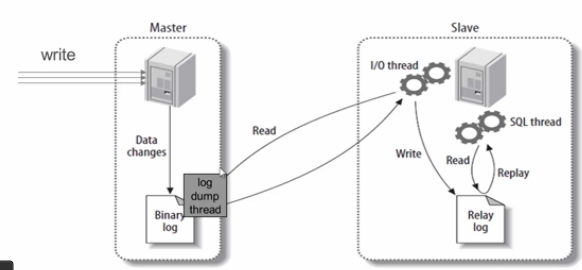 Master
Slave
write
I/O thread
SQL thread
Data
changes
Read
Write
Read
Replay
log
dump
thread
Binary
log
Relay
log